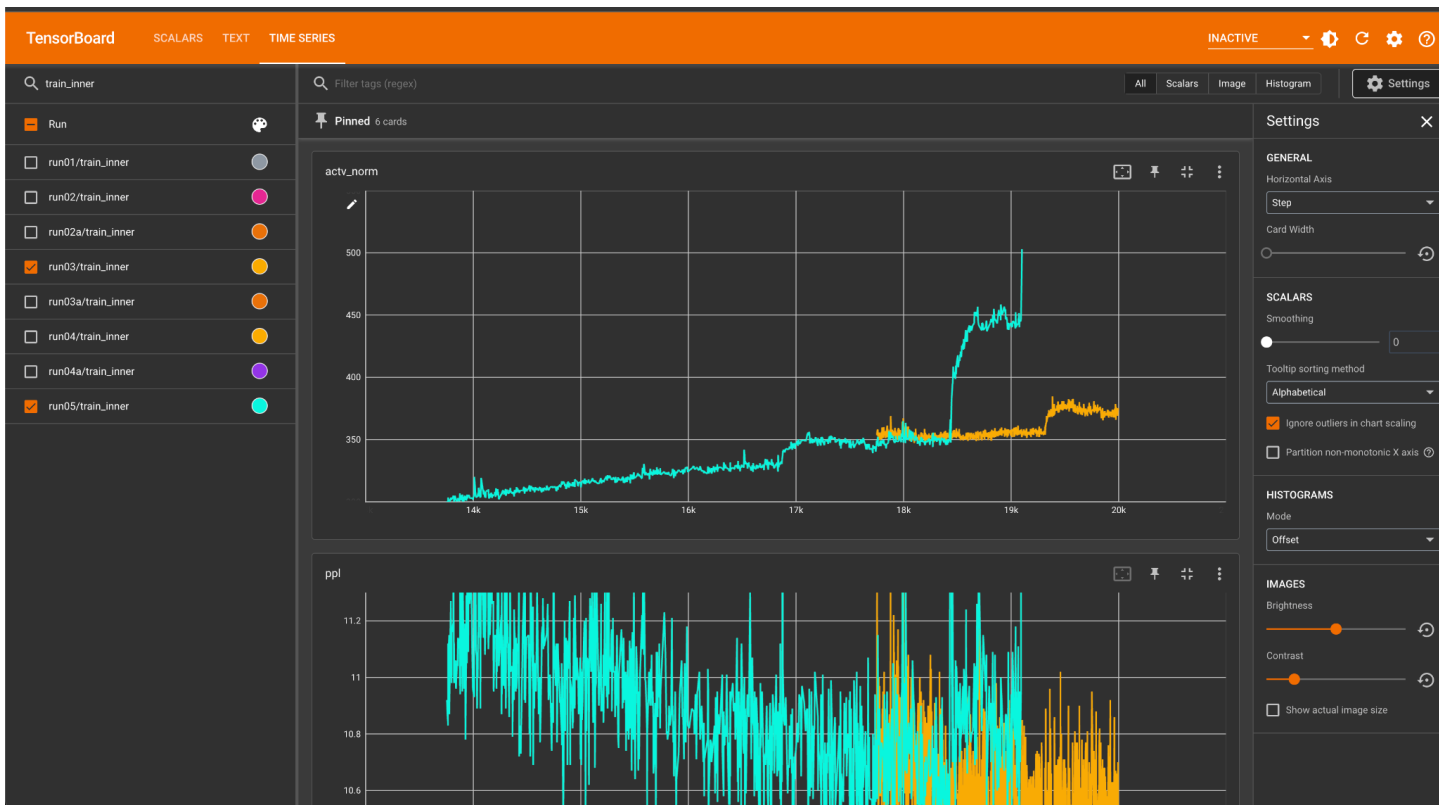 TensorBoard SCALARS TEXT TIME SERIES INACTIVE
train_inner
Filter tags (regex)
All Scalars Image Histogram
Settings
Run
run01/train_inner
run02/train_inner
run02a/train_inner
run03/train_inner
run03a/train_inner
run04/train_inner
run04a/train_inner
run05/train_inner
Pinned 6 cards
actv_norm
500
450
400
350
14k 15k 16k 17k 18k 19k 20k
ppl
11.2
11
10.8
10.6
Settings
GENERAL
Horizontal Axis
Step
Card Width
SCALARS
Smoothing
0
Tooltip sorting method
Alphabetical
Ignore outliers in chart scaling
Partition non-monotonic X axis
HISTOGRAMS
Mode
Offset
IMAGES
Brightness
Contrast
Show actual image size